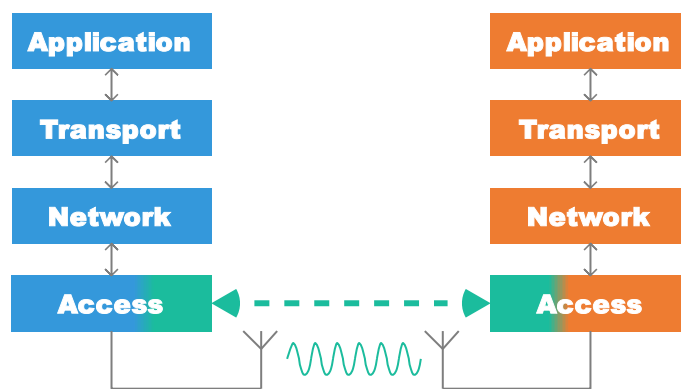 Application
Application
Transport
Transport
Network
Network
Access
Access